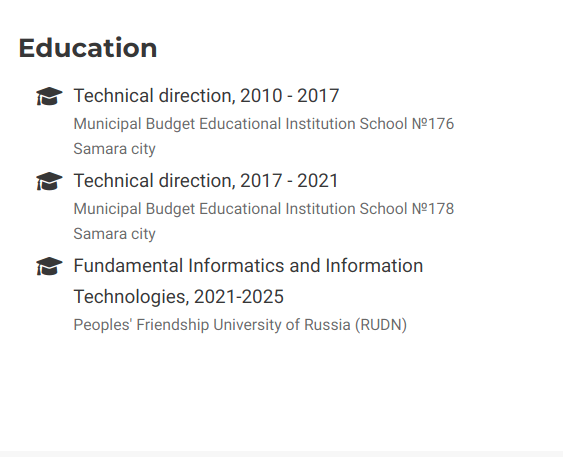 Education
Technical direction, 2010 - 2017
Municipal Budget Educational Institution School №176
Samara city
Technical direction, 2017 - 2021
Municipal Budget Educational Institution School №178
Samara city
Fundamental Informatics and Information
Technologies, 2021-2025
Peoples' Friendship University of Russia (RUDN)